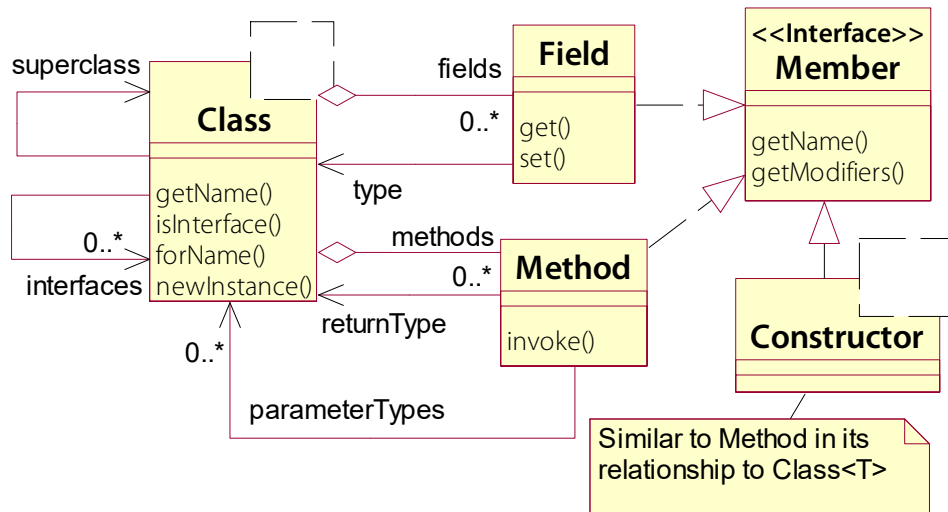 superclass
Class
getName()
isInterface()
forName()
newInstance()
0..*
interfaces
fields
0..*
type
methods
0..*
returnType
0..*
parameterTypes
Field
get()
set()
Method
invoke()
<<Interface>>
Member
getName()
getModifiers()
Constructor
Similar to Method in its
relationship to Class<T>